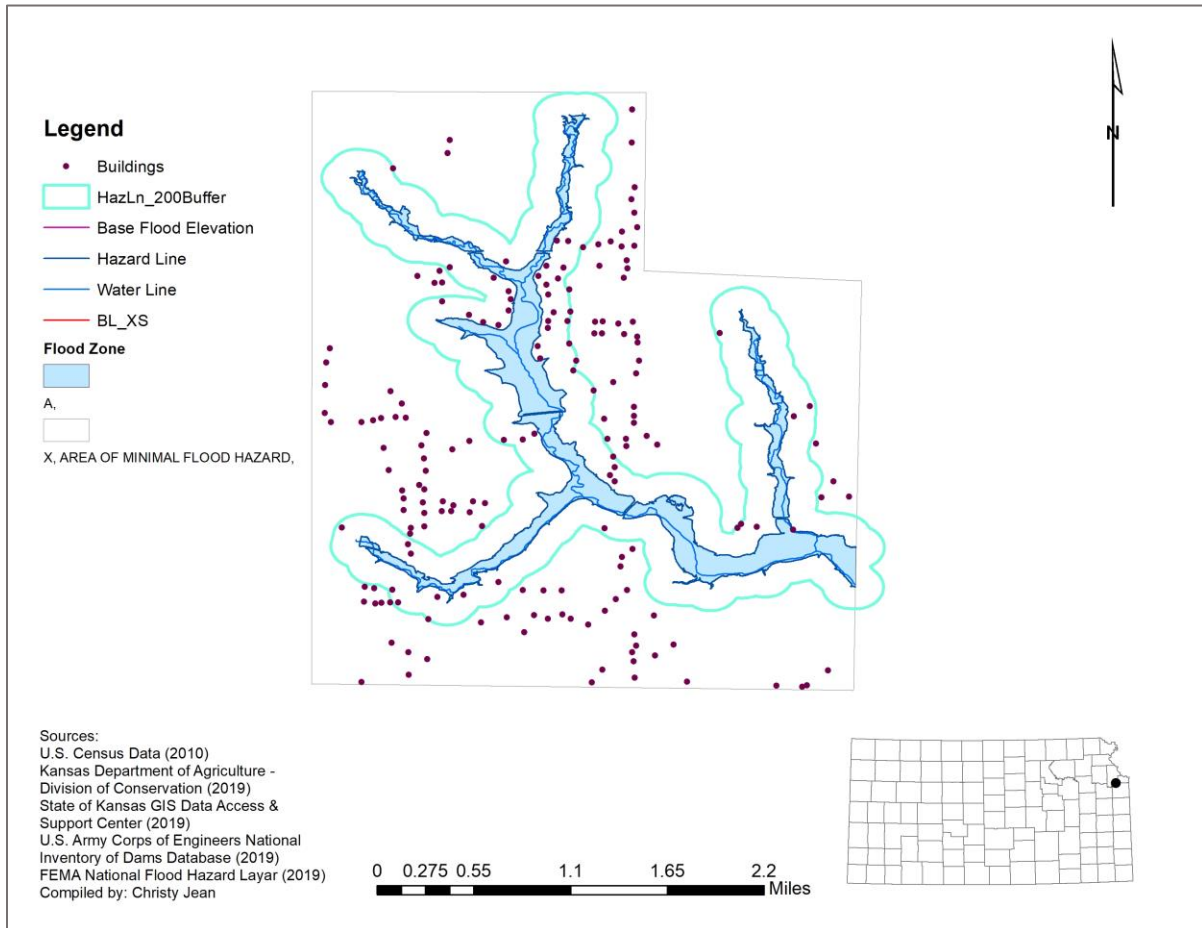 N
Legend
Buildings
HazLn_200Buffer
Base Flood Elevation
Hazard Line
Water Line
BL_XS
Flood Zone
A,
X, AREA OF MINIMAL FLOOD HAZARD,
Sources:
U.S. Census Data (2010)
Kansas Department of Agriculture -
Division of Conservation (2019)
State of Kansas GIS Data Access &
Support Center (2019)
U.S. Army Corps of Engineers National
Inventory of Dams Database (2019)
FEMA National Flood Hazard Layar (2019)
Compiled by: Christy Jean
0 0.275 0.55 1.1 1.65 2.2
Miles